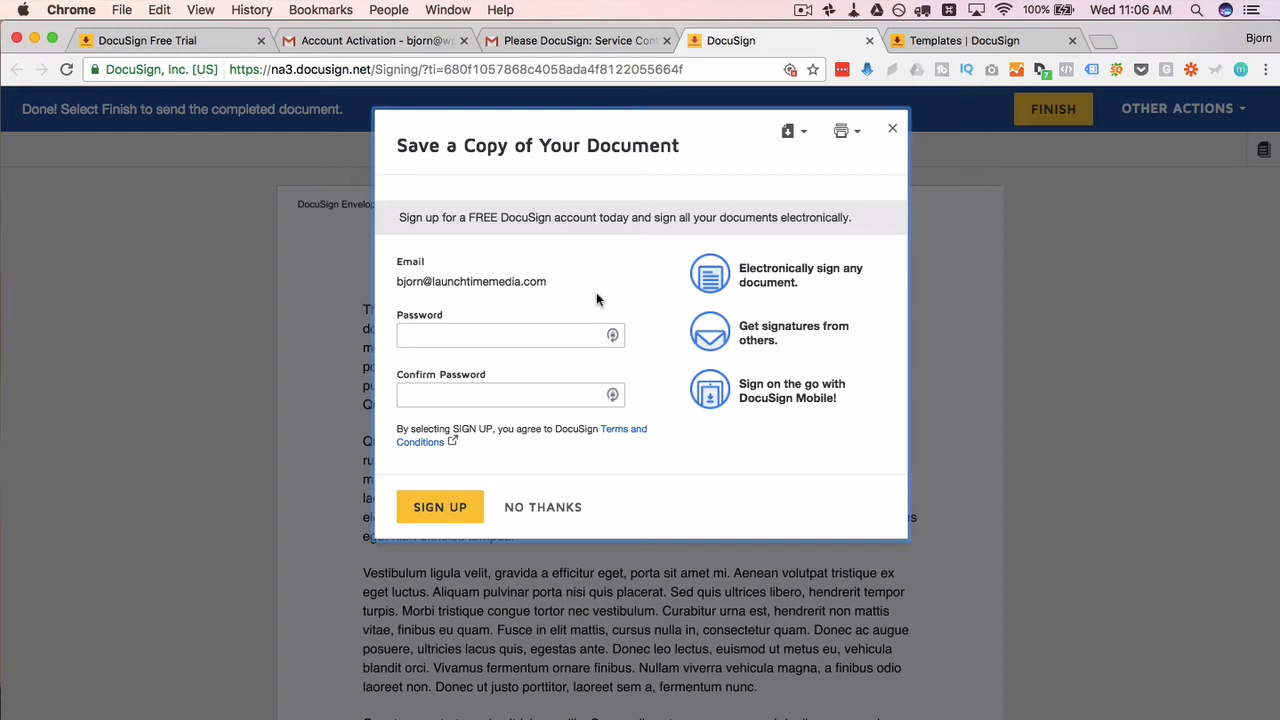 Chrome File Edit View History Bookmarks People Window Help 100% Wed 11:06 AM
DocuSign Free Trial Account Activation - bjorn@w Please DocuSign: Service Con DocuSign Templates | DocuSign Bjorn
DocuSign, Inc. [US] https://na3.docusign.net/Signing/?ti=680f1057868c4058ada4f8122055664f
Done! Select Finish to send the completed document. FINISH OTHER ACTIONS
DocuSign Envelop
Save a Copy of Your Document
Sign up for a FREE DocuSign account today and sign all your documents electronically.
Email
bjorn@launchtimemedia.com
Password
Confirm Password
By selecting SIGN UP, you agree to DocuSign Terms and
Conditions
Electronically sign any
document.
Get signatures from
others.
Sign on the go with
DocuSign Mobile!
SIGN UP NO THANKS
Vestibulum ligula velit, gravida a efficitur eget, porta sit amet mi. Aenean volutpat tristique ex
eget luctus. Aliquam pulvinar porta nisi quis placerat. Sed quis ultrices libero, hendrerit tempor
turpis. Morbi tristique congue tortor nec vestibulum. Curabitur urna est, hendrerit non mattis
vitae, finibus eu quam. Fusce in elit mattis, cursus nulla in, consectetur quam. Donec ac augue
posuere, ultricies lacus quis, egestas ante. Donec leo lectus, euismod ut metus eu, vehicula
blandit orci. Vivamus fermentum ornare finibus. Nullam viverra vehicula magna, a finibus odio
laoreet non. Donec ut justo porttitor, laoreet sem a, fermentum nunc.